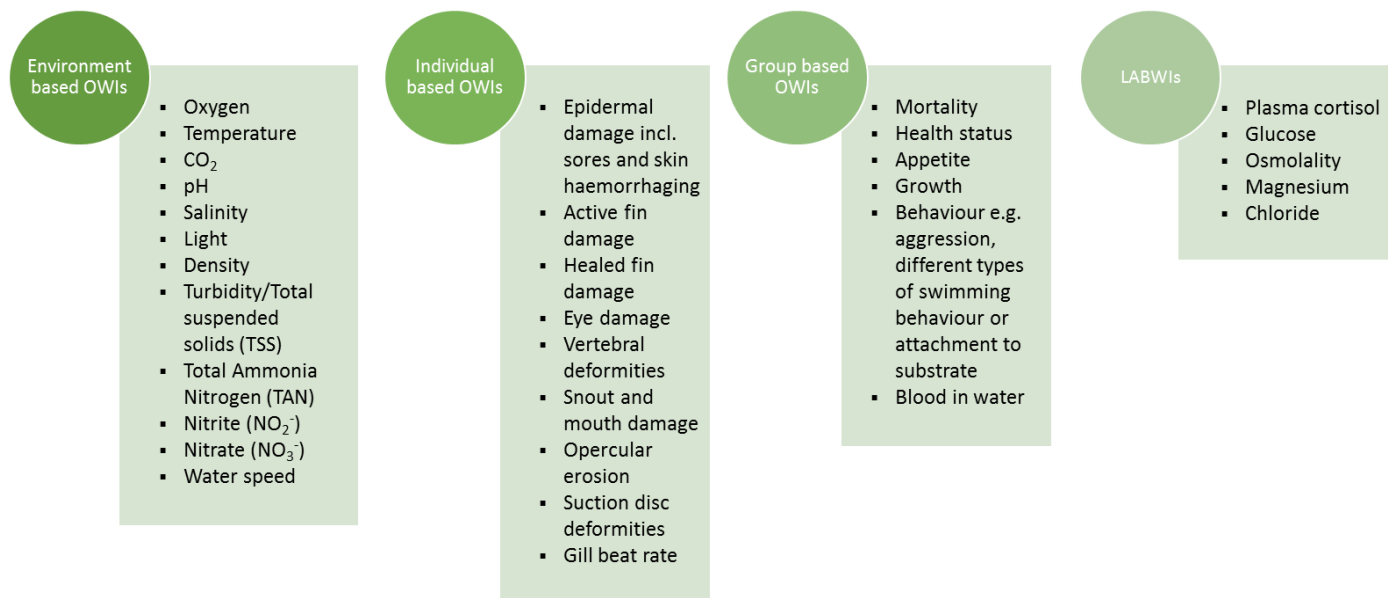 Environment
based OWIs
▪ Oxygen
▪ Temperature
▪ CO₂
▪ pH
▪ Salinity
▪ Light
▪ Density
▪ Turbidity/Total
suspended
solids (TSS)
▪ Total Ammonia
Nitrogen (TAN)
▪ Nitrite (NO₂⁻)
▪ Nitrate (NO₃⁻)
▪ Water speed
Individual
based OWIs
▪ Epidermal
damage incl.
sores and skin
haemorrhaging
▪ Active fin
damage
▪ Healed fin
damage
▪ Eye damage
▪ Vertebral
deformities
▪ Snout and
mouth damage
▪ Opercular
erosion
▪ Suction disc
deformities
▪ Gill beat rate
Group based
OWIs
▪ Mortality
▪ Health status
▪ Appetite
▪ Growth
▪ Behaviour e.g.
aggression,
different types
of swimming
behaviour or
attachment to
substrate
▪ Blood in water
LABWIs
▪ Plasma cortisol
▪ Glucose
▪ Osmolality
▪ Magnesium
▪ Chloride